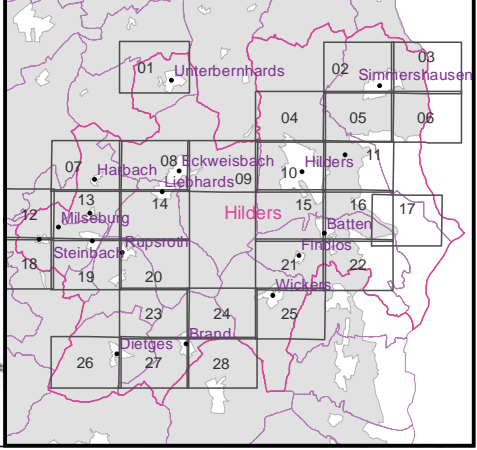 03
01
02
Unterbernhards
Simmershausen
04
05
06
08
Eckweisbach
11
07
Harbach
10
Hilders
Liebhards
09
13
14
15
16
17
12
Milseburg
Hilders
Batten
Steinbach
Rupsroth
Findlos
18
19
20
21
22
Wickers
23
24
25
Dietges
Brand
26
27
28